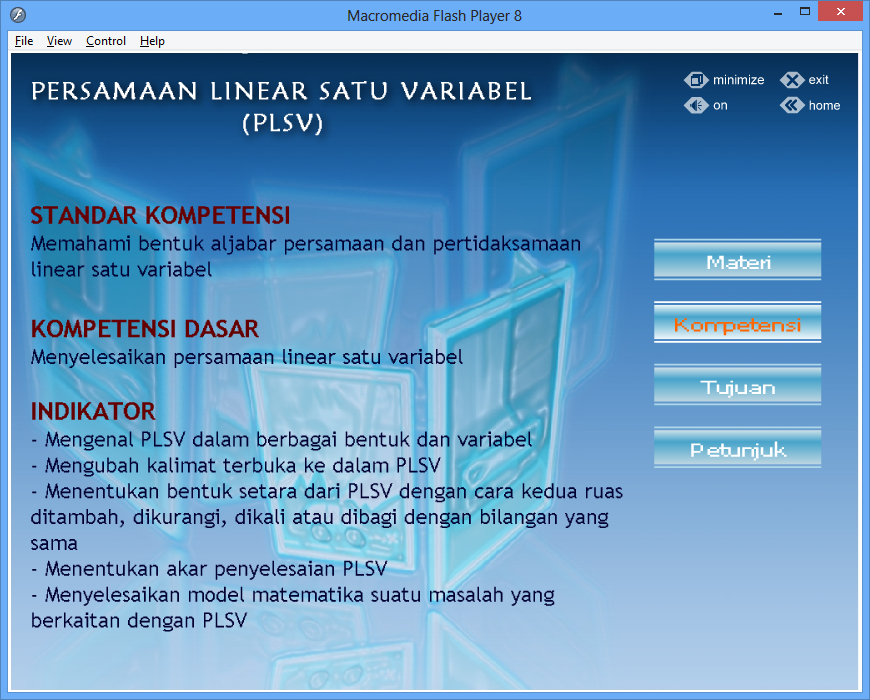 Macromedia Flash Player 8
File View Control Help
PERSAMAAN LINEAR SATU VARIABEL
(PLSV)
minimize exit
on home
STANDAR KOMPETENSI
Memahami bentuk aljabar persamaan dan pertidaksamaan
linear satu variabel
KOMPETENSI DASAR
Menyelesaikan persamaan linear satu variabel
INDIKATOR
- Mengenal PLSV dalam berbagai bentuk dan variabel
- Mengubah kalimat terbuka ke dalam PLSV
- Menentukan bentuk setara dari PLSV dengan cara kedua ruas
ditambah, dikurangi, dikali atau dibagi dengan bilangan yang
sama
- Menentukan akar penyelesaian PLSV
- Menyelesaikan model matematika suatu masalah yang
berkaitan dengan PLSV
Materi
Kompetensi
Tujuan
Petunjuk